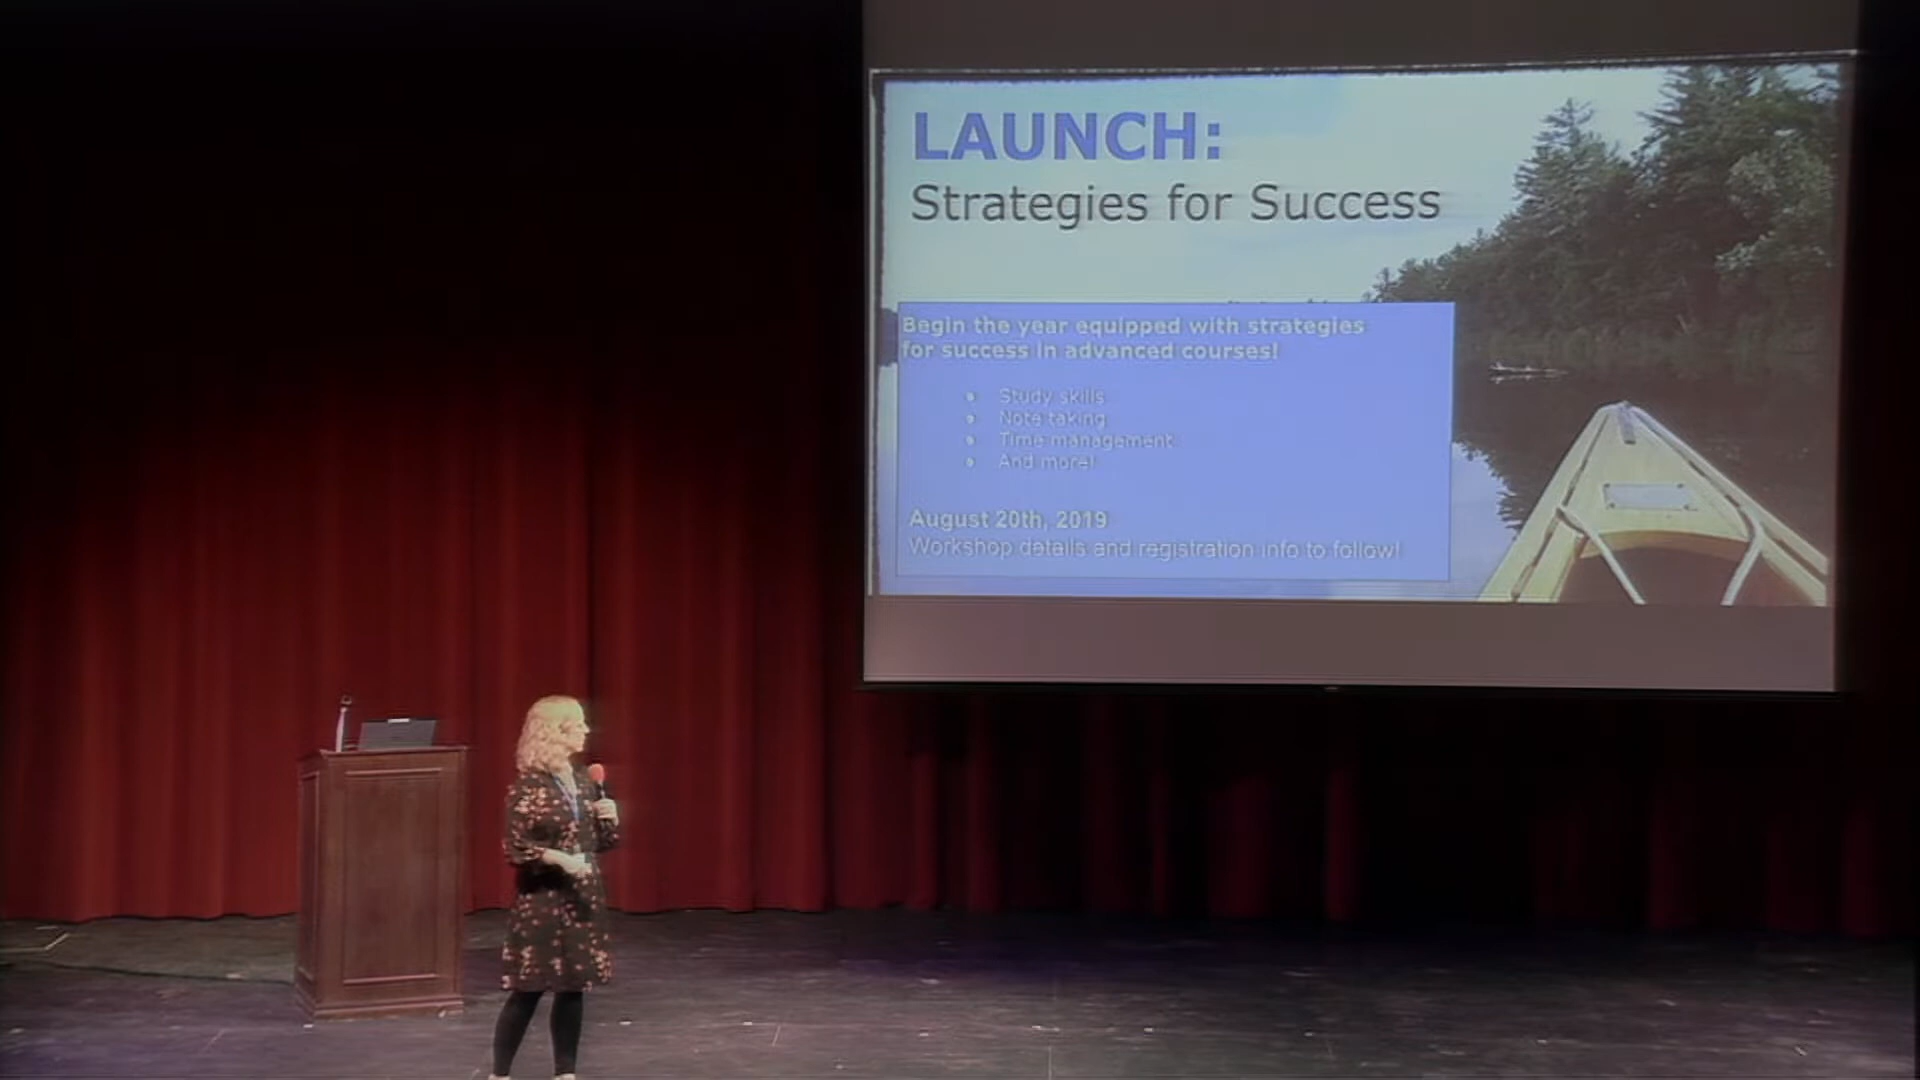 LAUNCH:
Strategies for Success
Begin the year equipped with strategies
for success in advanced courses!
Study skills
Note taking
Time management
And more!
August 20th, 2019
Workshop details and registration info to follow!